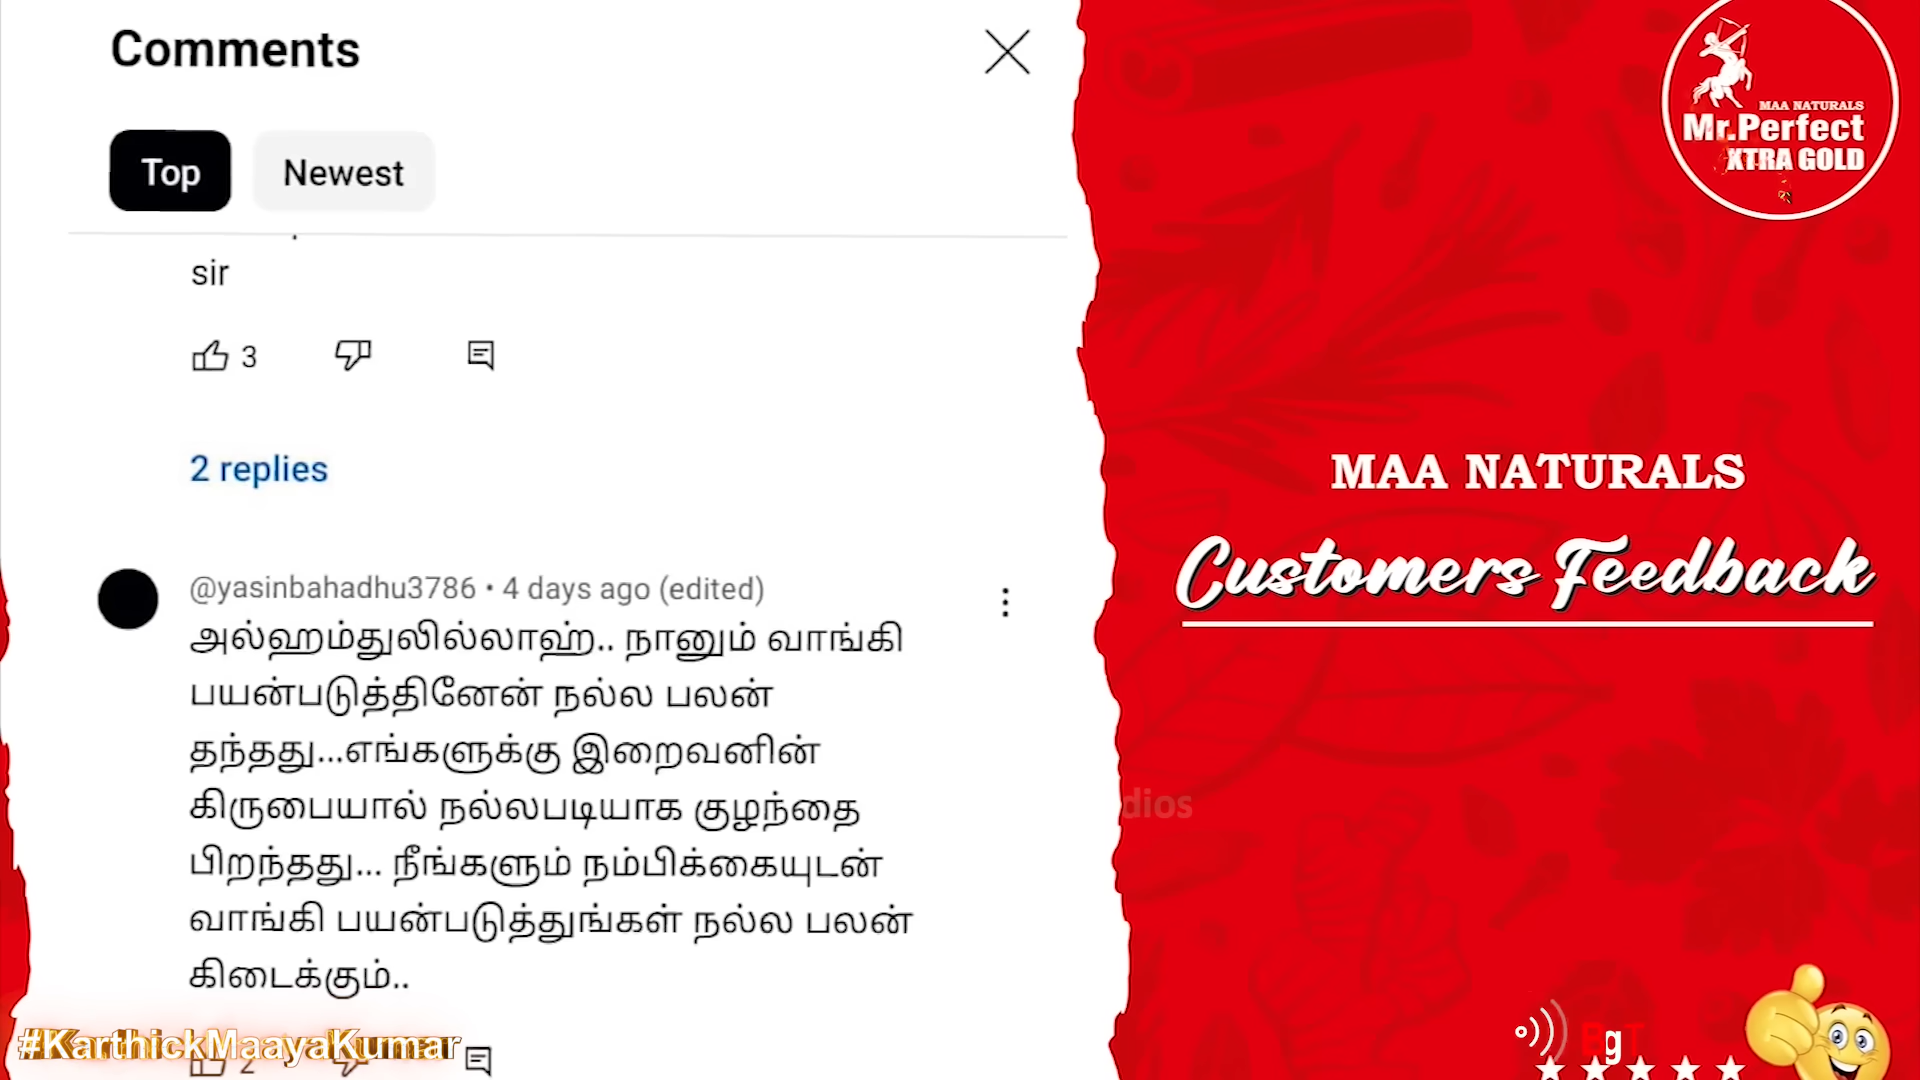 Comments
Top
Newest
sir
3
2 replies
@yasinbahadhu3786 • 4 days ago (edited)
அல்ஹம்துலில்லாஹ்.. நானும் வாங்கி
பயன்படுத்தினேன் நல்ல பலன்
தந்தது...எங்களுக்கு இறைவனின்
கிருபையால் நல்லபடியாக குழந்தை
பிறந்தது... நீங்களும் நம்பிக்கையுடன்
வாங்கி பயன்படுத்துங்கள் நல்ல பலன்
கிடைக்கும்..
#KarthickMaayaKumar
2
MAA NATURALS
Mr.Perfect
XTRA GOLD
MAA NATURALS
Customers Feedback
dios